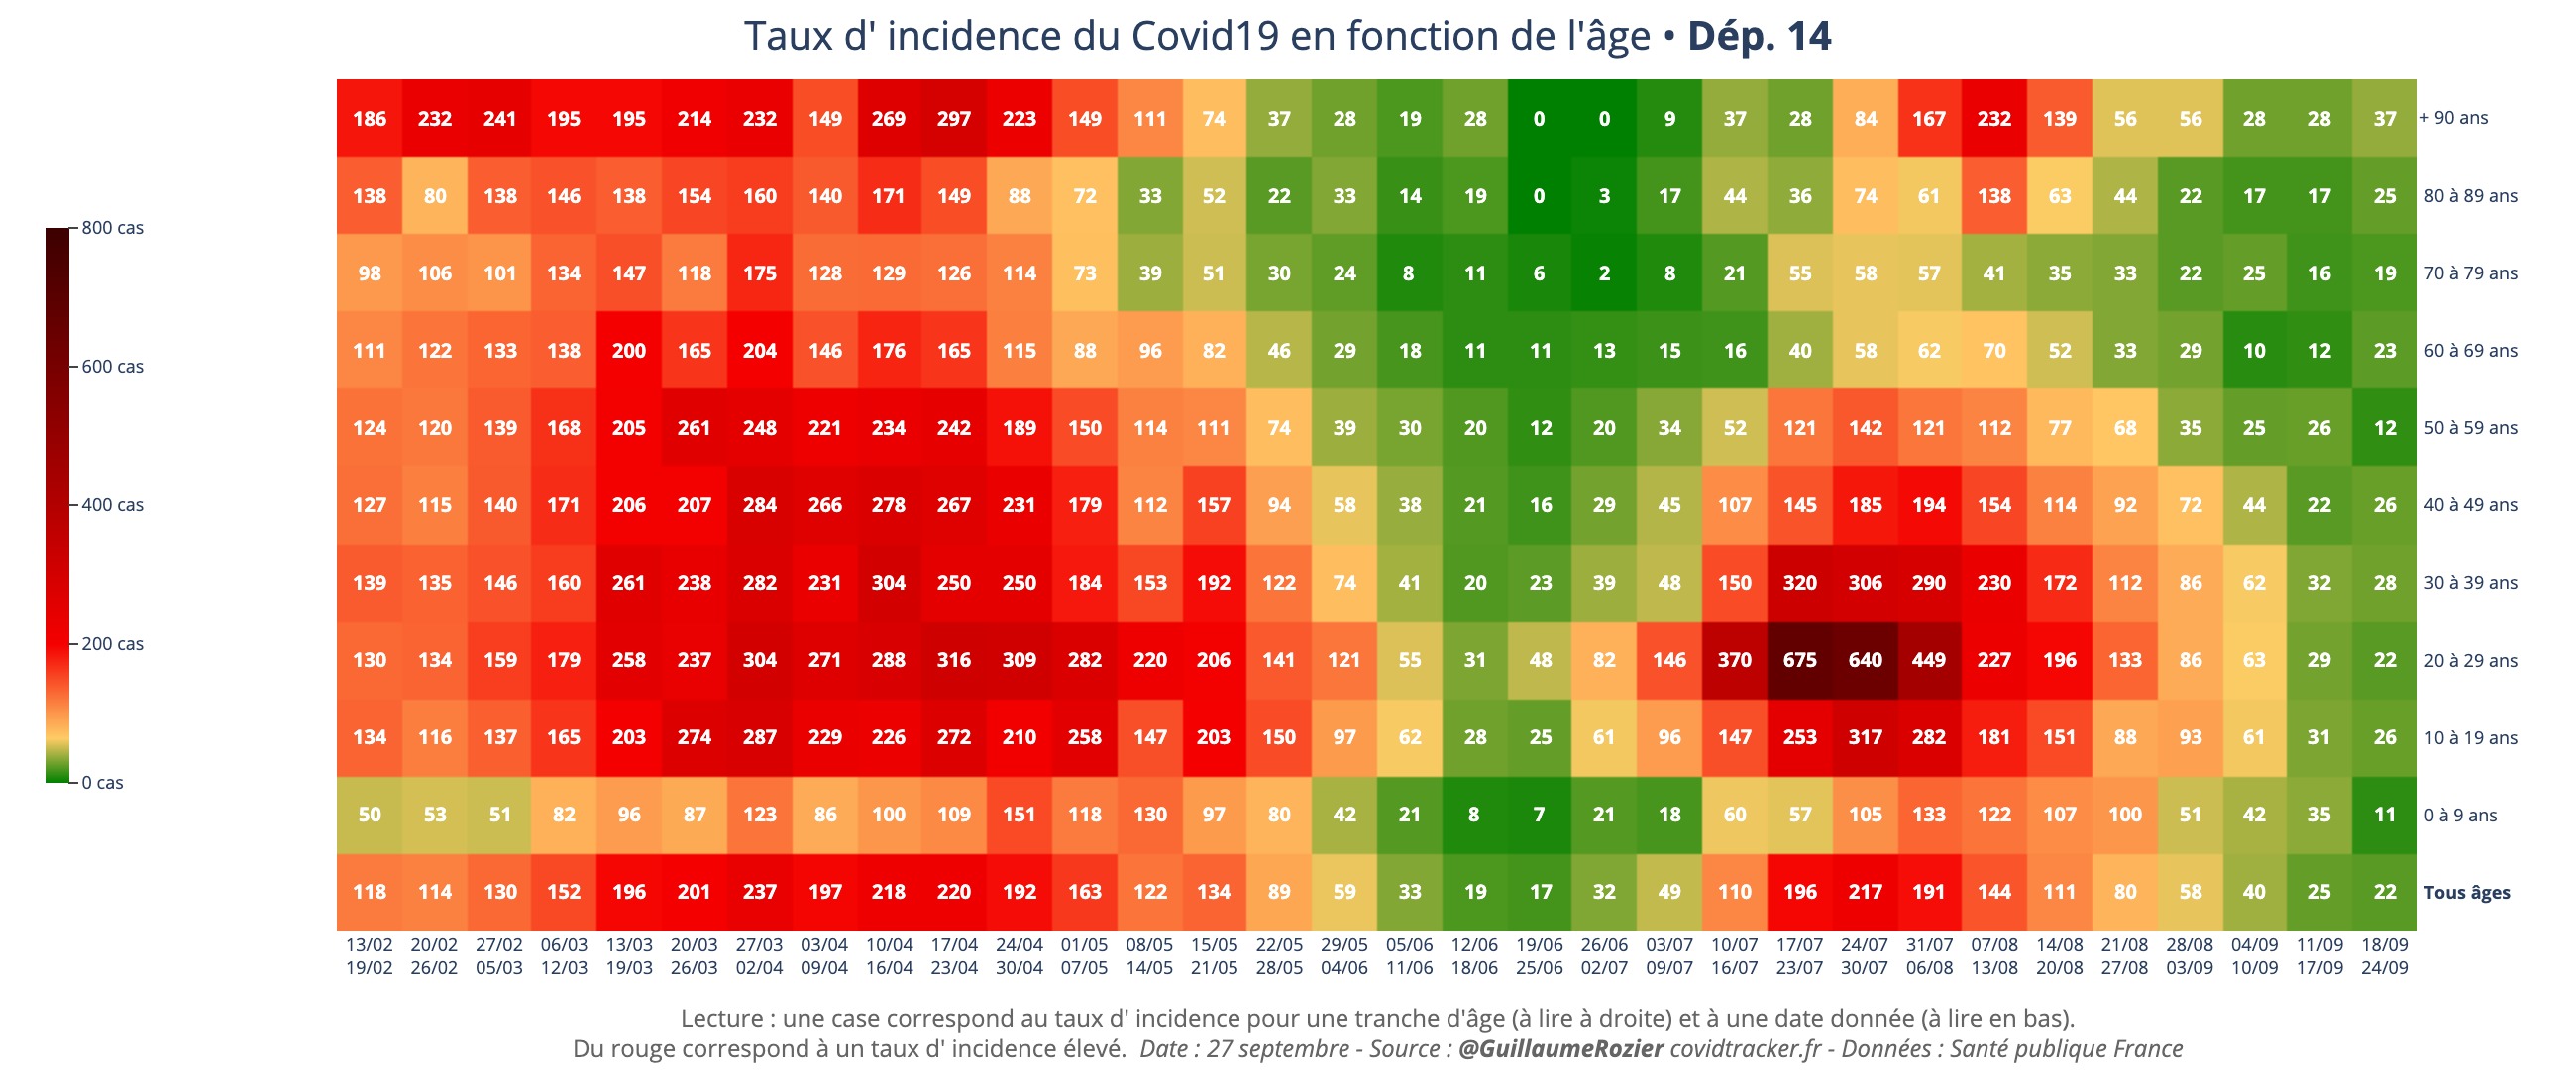 Taux d' incidence du Covid19 en fonction de l'âge • Dép. 14
800 cas
600 cas
400 cas
200 cas
0 cas
186 232 241 195 195 214 232 149 269 297 223 149 111 74 37 28 19 28 0 0 9 37 28 84 167 232 139 56 56 28 28 37 + 90 ans
138 80 138 146 138 154 160 140 171 149 88 72 33 52 22 33 14 19 0 3 17 44 36 74 61 138 63 44 22 17 17 25 80 à 89 ans
98 106 101 134 147 118 175 128 129 126 114 73 39 51 30 24 8 11 6 2 8 21 55 58 57 41 35 33 22 25 16 19 70 à 79 ans
111 122 133 138 200 165 204 146 176 165 115 88 96 82 46 29 18 11 11 13 15 16 40 58 62 70 52 33 29 10 12 23 60 à 69 ans
124 120 139 168 205 261 248 221 234 242 189 150 114 111 74 39 30 20 12 20 34 52 121 142 121 112 77 68 35 25 26 12 50 à 59 ans
127 115 140 171 206 207 284 266 278 267 231 179 112 157 94 58 38 21 16 29 45 107 145 185 194 154 114 92 72 44 22 26 40 à 49 ans
139 135 146 160 261 238 282 231 304 250 250 184 153 192 122 74 41 20 23 39 48 150 320 306 290 230 172 112 86 62 32 28 30 à 39 ans
130 134 159 179 258 237 304 271 288 316 309 282 220 206 141 121 55 31 48 82 146 370 675 640 449 227 196 133 86 63 29 22 20 à 29 ans
134 116 137 165 203 274 287 229 226 272 210 258 147 203 150 97 62 28 25 61 96 147 253 317 282 181 151 88 93 61 31 26 10 à 19 ans
50 53 51 82 96 87 123 86 100 109 151 118 130 97 80 42 21 8 7 21 18 60 57 105 133 122 107 100 51 42 35 11 0 à 9 ans
118 114 130 152 196 201 237 197 218 220 192 163 122 134 89 59 33 19 17 32 49 110 196 217 191 144 111 80 58 40 25 22 Tous âges
13/02 20/02 27/02 06/03 13/03 20/03 27/03 03/04 10/04 17/04 24/04 01/05 08/05 15/05 22/05 29/05 05/06 12/06 19/06 26/06 03/07 10/07 17/07 24/07 31/07 07/08 14/08 21/08 28/08 04/09 11/09 18/09
19/02 26/02 05/03 12/03 19/03 26/03 02/04 09/04 16/04 23/04 30/04 07/05 14/05 21/05 28/05 04/06 11/06 18/06 25/06 02/07 09/07 16/07 23/07 30/07 06/08 13/08 20/08 27/08 03/09 10/09 17/09 24/09
Lecture : une case correspond au taux d' incidence pour une tranche d'âge (à lire à droite) et à une date donnée (à lire en bas).
Du rouge correspond à un taux d' incidence élevé. Date : 27 septembre - Source : @GuillaumeRozier covidtracker.fr - Données : Santé publique France